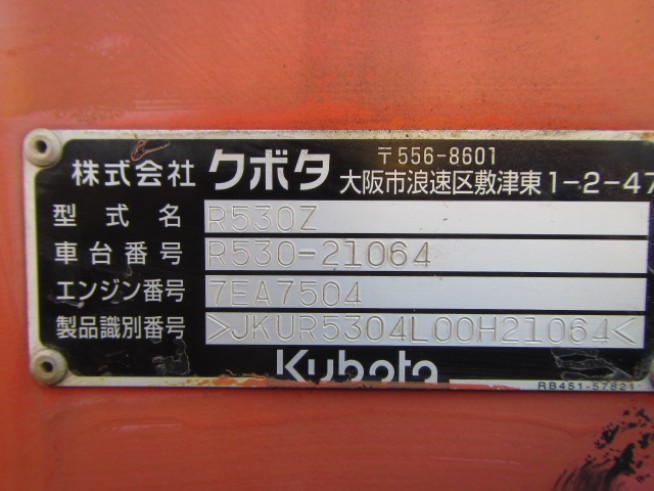 株式会社 クボタ 〒556-8601
大阪市浪速区敷津東1-2-47
型式名 R530Z
車台番号 R530-21064
エンジン番号 7EA7504
製品識別番号 >JKUR5304L00H21064<
Kubota
RB451-57821